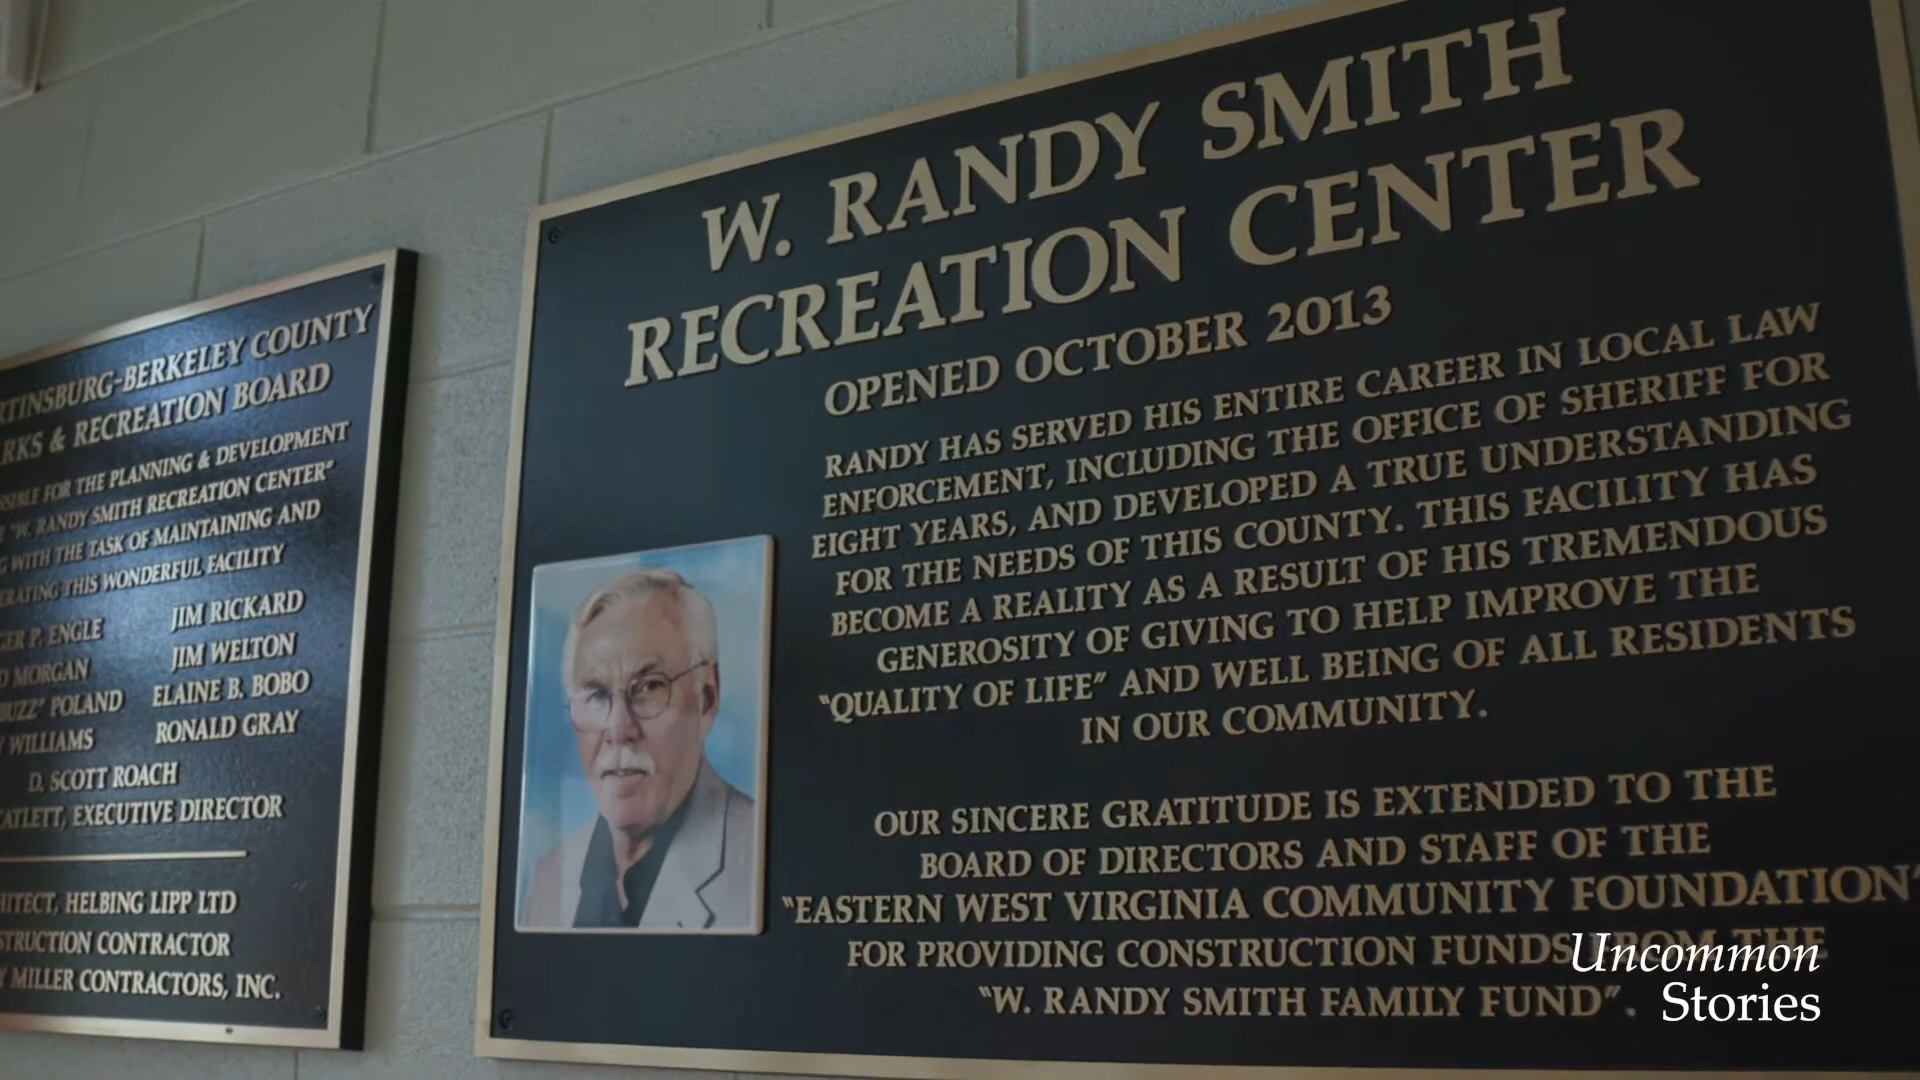 COUNTY
BERKELEY
& RECREATION BOARD
FOR THE PLANNING & DEVELOPMENT
"W. RANDY SMITH RECREATION CENTER"
WITH THE TASK OF MAINTAINING AND
THIS WONDERFUL FACILITY
P. ENGLE JIM RICKARD
MORGAN JIM WELTON
POLAND ELAINE B. BOBO
WILLIAMS RONALD GRAY
D. SCOTT ROACH
EXECUTIVE DIRECTOR
HELBING LIPP LTD
CONTRACTOR
MILLER CONTRACTORS, INC.
W. RANDY SMITH
RECREATION CENTER
OPENED OCTOBER 2013
RANDY HAS SERVED HIS ENTIRE CAREER IN LOCAL LAW
ENFORCEMENT, INCLUDING THE OFFICE OF SHERIFF FOR
EIGHT YEARS, AND DEVELOPED A TRUE UNDERSTANDING
FOR THE NEEDS OF THIS COUNTY. THIS FACILITY HAS
BECOME A REALITY AS A RESULT OF HIS TREMENDOUS
GENEROSITY OF GIVING TO HELP IMPROVE THE
"QUALITY OF LIFE" AND WELL BEING OF ALL RESIDENTS
IN OUR COMMUNITY.
OUR SINCERE GRATITUDE IS EXTENDED TO THE
BOARD OF DIRECTORS AND STAFF OF THE
"EASTERN WEST VIRGINIA COMMUNITY FOUNDATION"
FOR PROVIDING CONSTRUCTION FUNDS FROM THE
"W. RANDY SMITH FAMILY FUND".
Uncommon
Stories